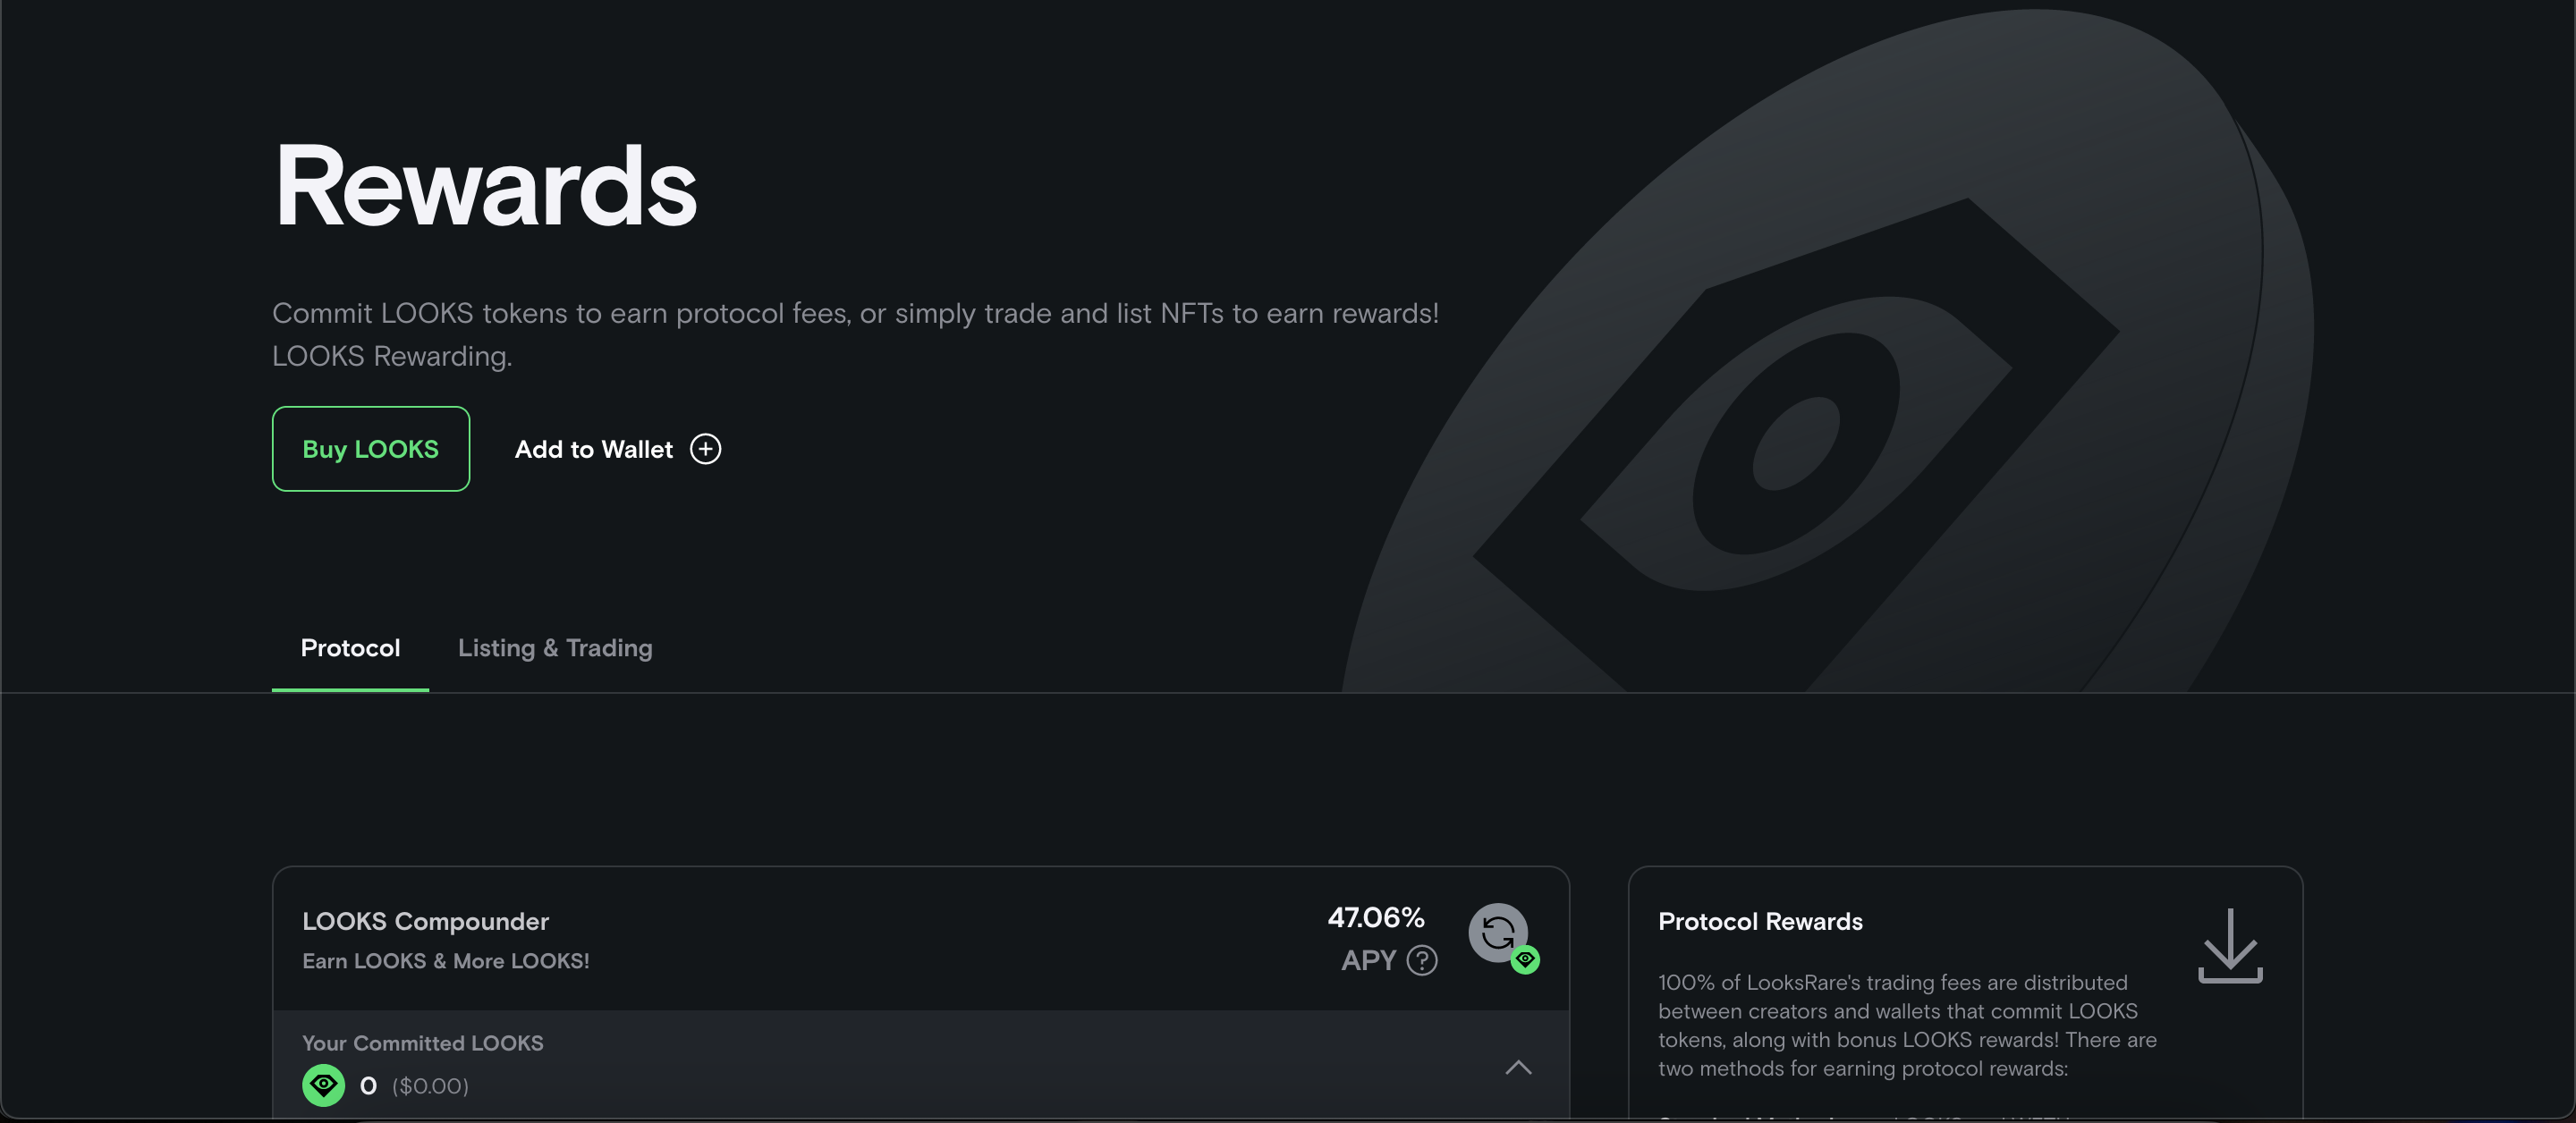 Rewards
Commit LOOKS tokens to earn protocol fees, or simply trade and list NFTs to earn rewards!
LOOKS Rewarding.
Buy LOOKS
Add to Wallet
Protocol
Listing & Trading
LOOKS Compounder
Earn LOOKS & More LOOKS!
47.06%
APY ?
Your Committed LOOKS
0 ($0.00)
Protocol Rewards
100% of LooksRare's trading fees are distributed
between creators and wallets that commit LOOKS
tokens, along with bonus LOOKS rewards! There are
two methods for earning protocol rewards: